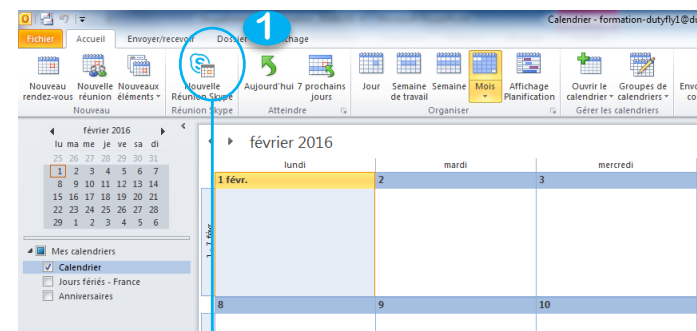 Calendrier - formation-dutyfly1@du
1
Fichier Accueil Envoyer/recevoir Dossier hage
Nouveau rendez-vous
Nouvelle réunion
Nouveaux éléments
Nouvelle Réunion Skype
Aujourd'hui
7 prochains jours
Jour
Semaine de travail
Semaine
Mois
Affichage Planification
Ouvrir le calendrier
Groupes de calendriers
Nouveau Réunion Skype Atteindre Organiser Gérer les calendriers
février 2016
lu ma me je ve sa di
25 26 27 28 29 30 31
1 2 3 4 5 6 7
8 9 10 11 12 13 14
15 16 17 18 19 20 21
22 23 24 25 26 27 28
29 1 2 3 4 5 6
Mes calendriers
Calendrier
Jours fériés - France
Anniversaires
février 2016
lundi mardi mercredi
1 févr. 2 3
1 - 7 févr.
8 9 10